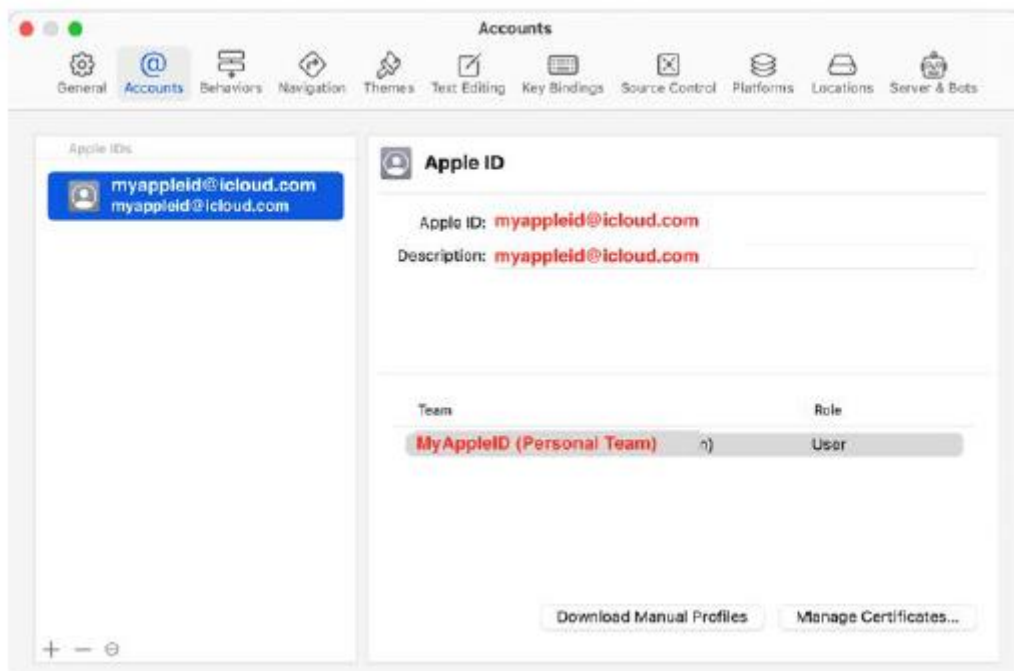 Accounts
General Accounts Behaviors Navigation Themes Text Editing Key Bindings Source Control Platforms Locations Server & Bots
Apple IDs
myappleid@icloud.com
myappleid@icloud.com
Apple ID
Apple ID: myappleid@icloud.com
Description: myappleid@icloud.com
Team Role
MyAppleID (Personal Team) n) User
Download Manual Profiles Manage Certificates...